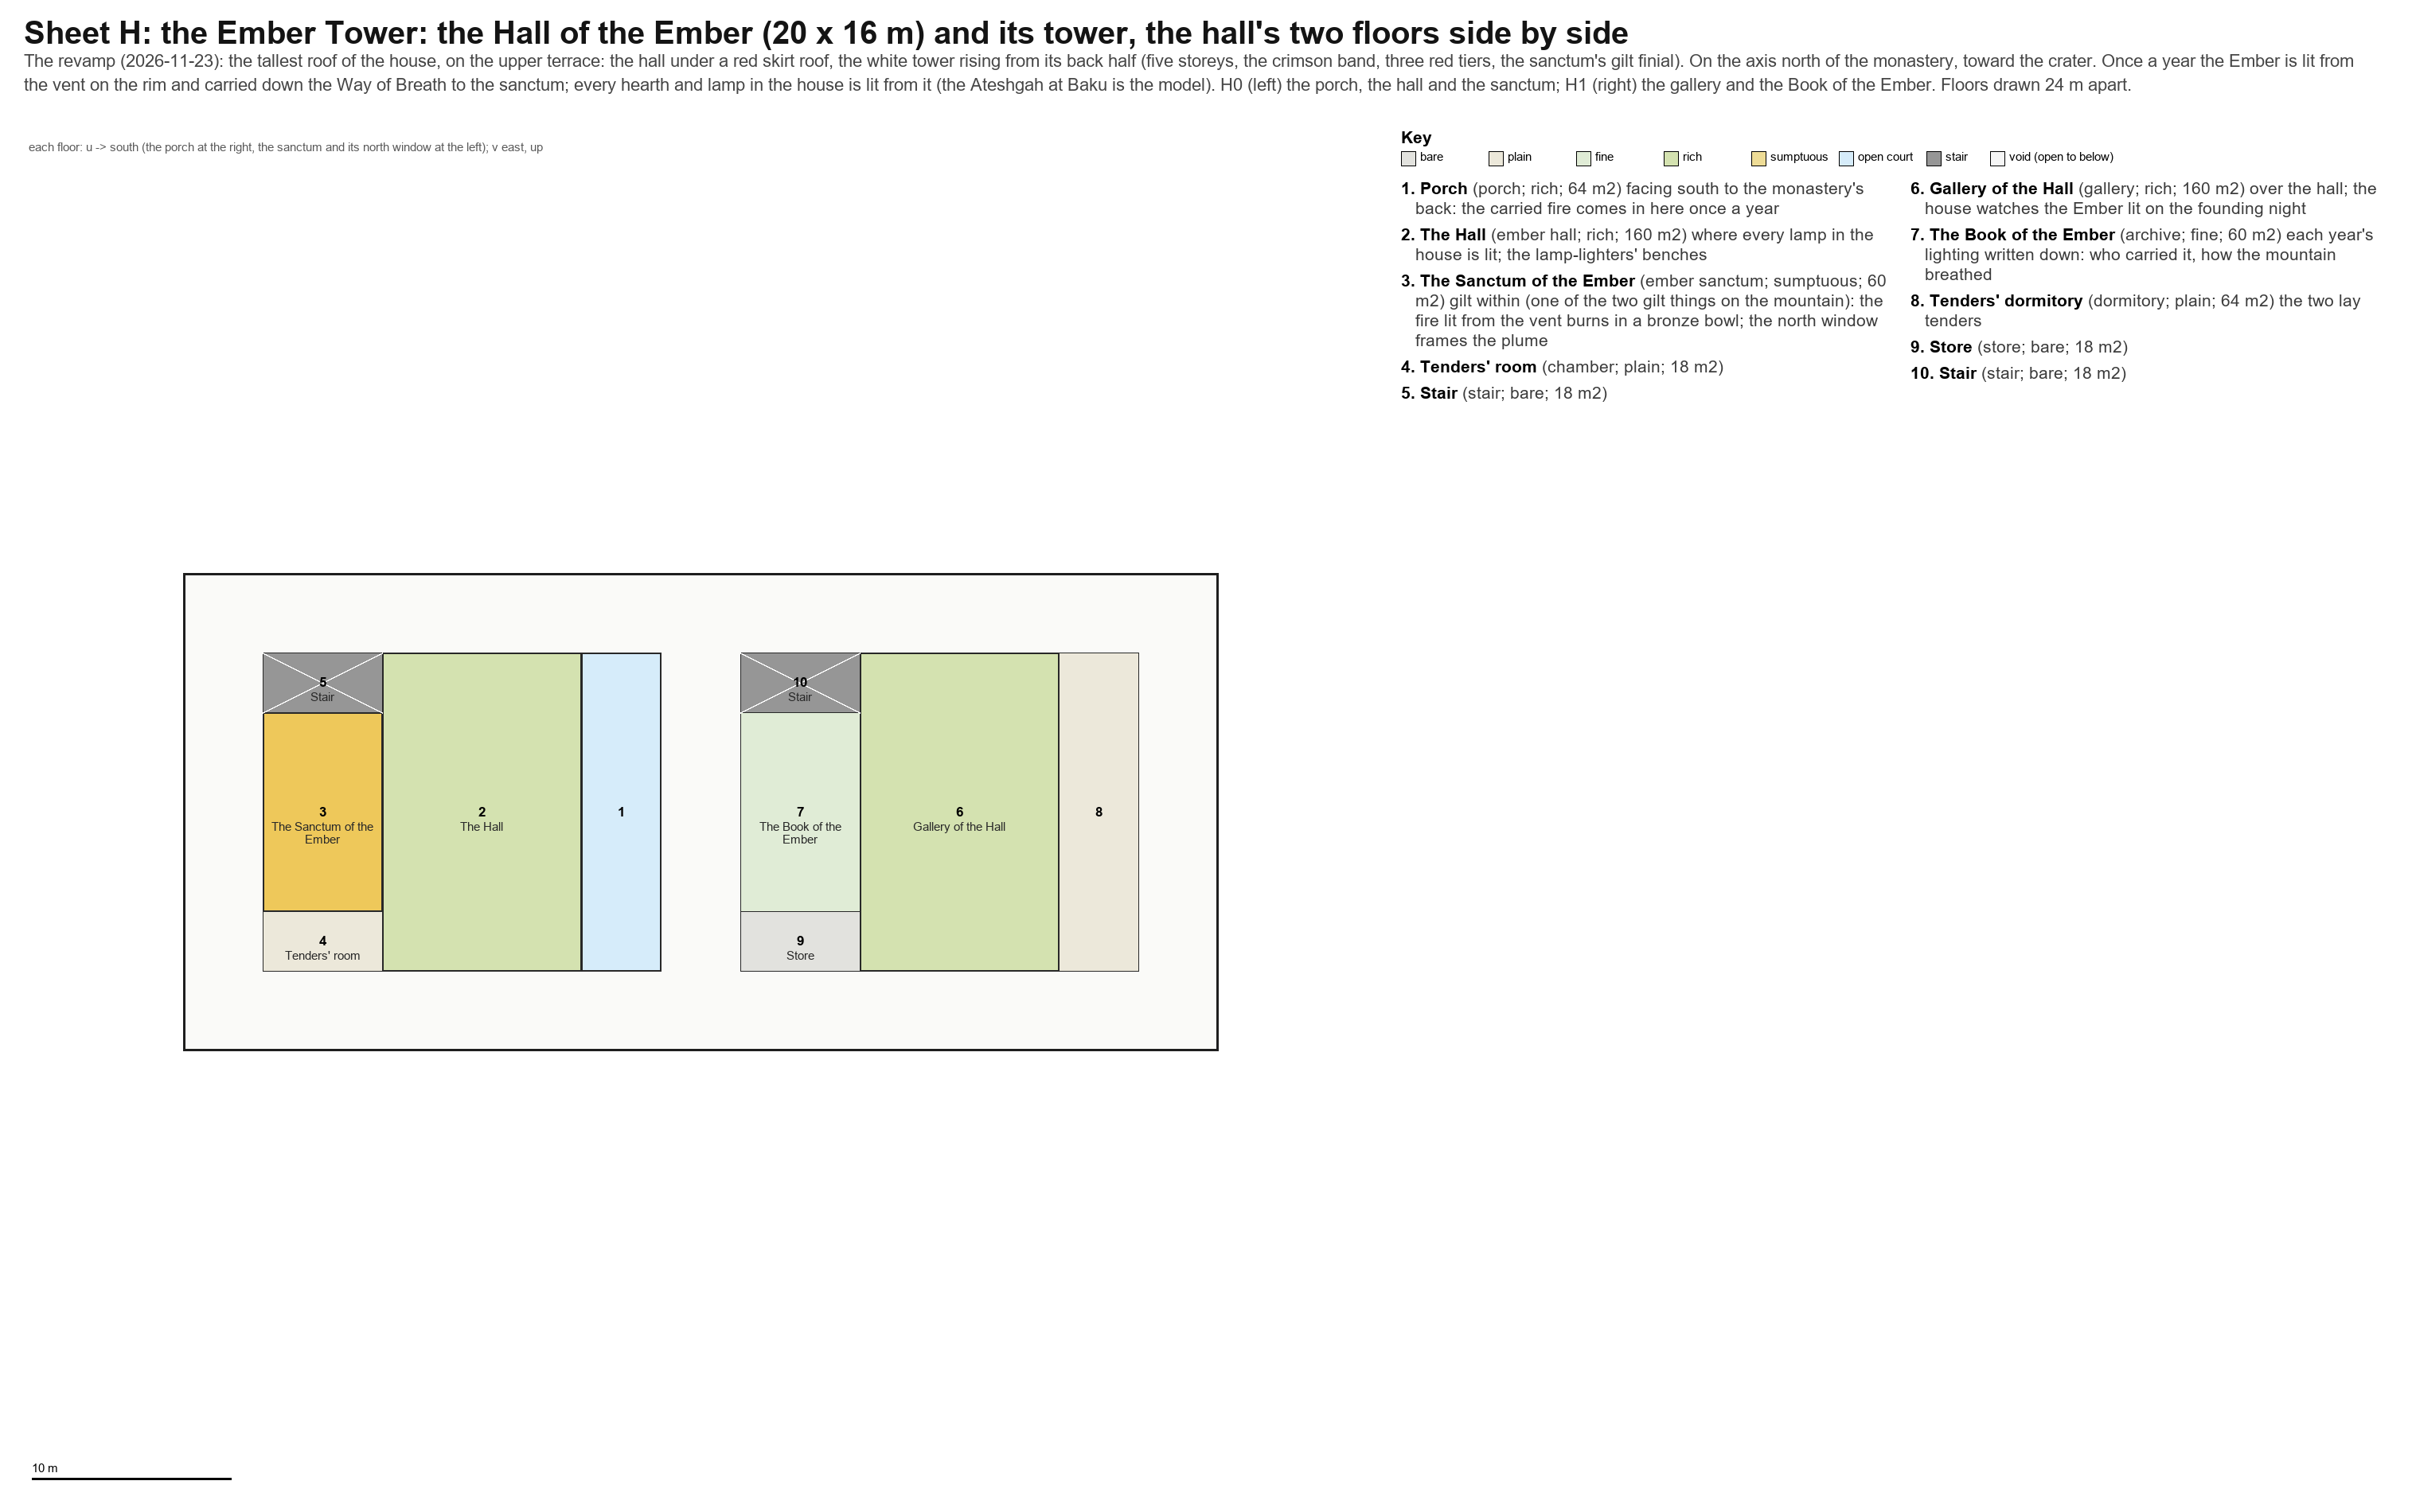 Sheet H: the Ember Tower: the Hall of the Ember (20 x 16 m) and its tower, the hall's two floors side by side
The revamp (2026-11-23): the tallest roof of the house, on the upper terrace: the hall under a red skirt roof, the white tower rising from its back half (five storeys, the crimson band, three red tiers, the sanctum's gilt finial). On the axis north of the monastery, toward the crater. Once a year the Ember is lit from
the vent on the rim and carried down the Way of Breath to the sanctum; every hearth and lamp in the house is lit from it (the Ateshgah at Baku is the model). H0 (left) the porch, the hall and the sanctum; H1 (right) the gallery and the Book of the Ember. Floors drawn 24 m apart.
each floor: u -> south (the porch at the right, the sanctum and its north window at the left); v east, up
Key
bare plain fine rich sumptuous open court stair void (open to below)
1. Porch (porch; rich; 64 m2) facing south to the monastery's
back: the carried fire comes in here once a year
2. The Hall (ember hall; rich; 160 m2) where every lamp in the
house is lit; the lamp-lighters' benches
3. The Sanctum of the Ember (ember sanctum; sumptuous; 60
m2) gilt within (one of the two gilt things on the mountain): the
fire lit from the vent burns in a bronze bowl; the north window
frames the plume
4. Tenders' room (chamber; plain; 18 m2)
5. Stair (stair; bare; 18 m2)
6. Gallery of the Hall (gallery; rich; 160 m2) over the hall; the
house watches the Ember lit on the founding night
7. The Book of the Ember (archive; fine; 60 m2) each year's
lighting written down: who carried it, how the mountain
breathed
8. Tenders' dormitory (dormitory; plain; 64 m2) the two lay
tenders
9. Store (store; bare; 18 m2)
10. Stair (stair; bare; 18 m2)
5
Stair
3
The Sanctum of the
Ember
4
Tenders' room
2
The Hall
1
10
Stair
7
The Book of the
Ember
9
Store
6
Gallery of the Hall
8
10 m